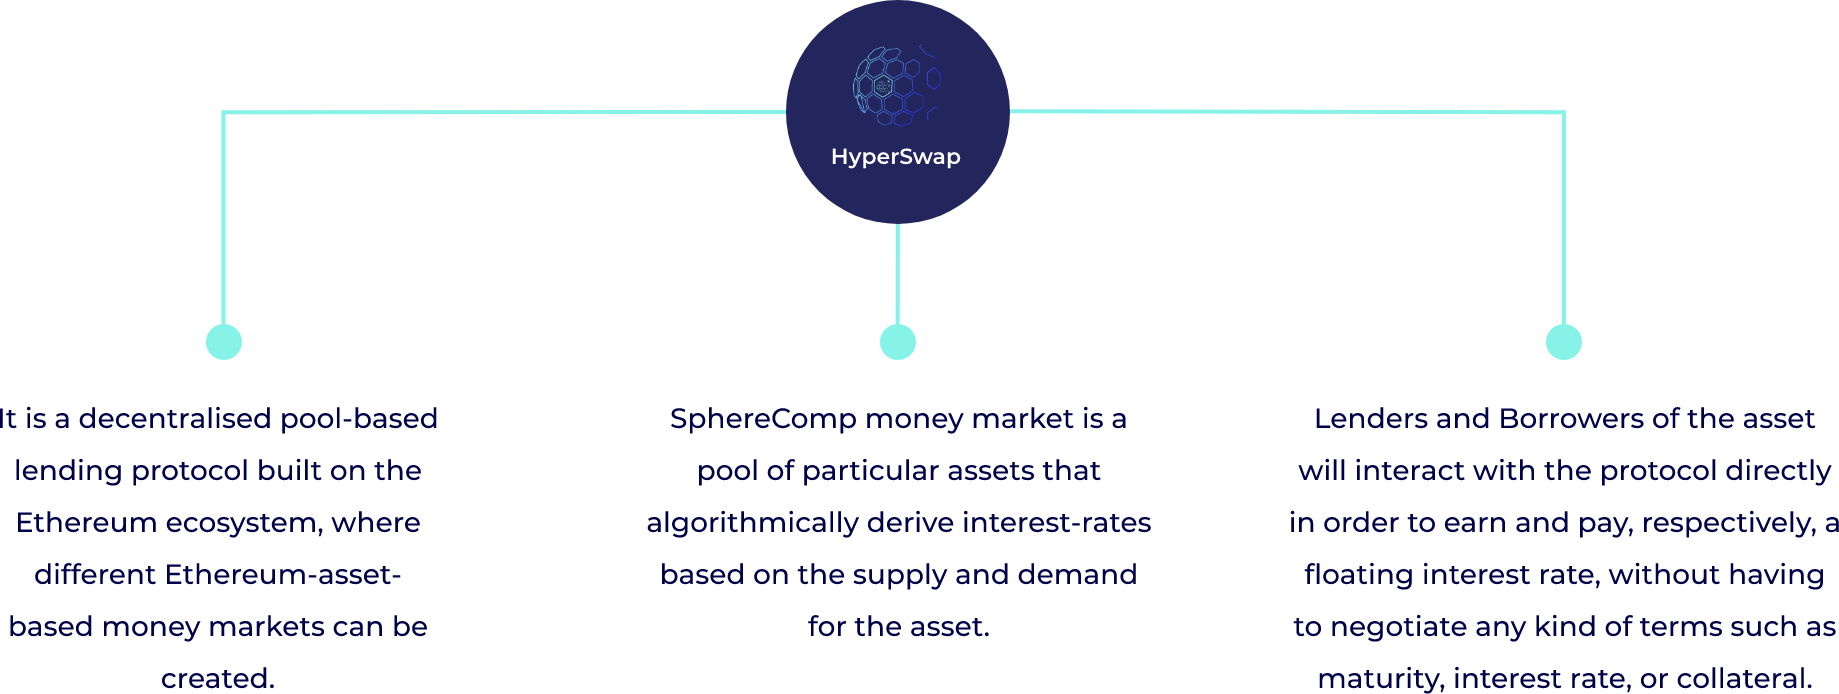 HyperSwap
It is a decentralised pool-based
lending protocol built on the
Ethereum ecosystem, where
different Ethereum-asset-
based money markets can be
created.
SphereComp money market is a
pool of particular assets that
algorithmically derive interest-rates
based on the supply and demand
for the asset.
Lenders and Borrowers of the asset
will interact with the protocol directly
in order to earn and pay, respectively, a
floating interest rate, without having
to negotiate any kind of terms such as
maturity, interest rate, or collateral.